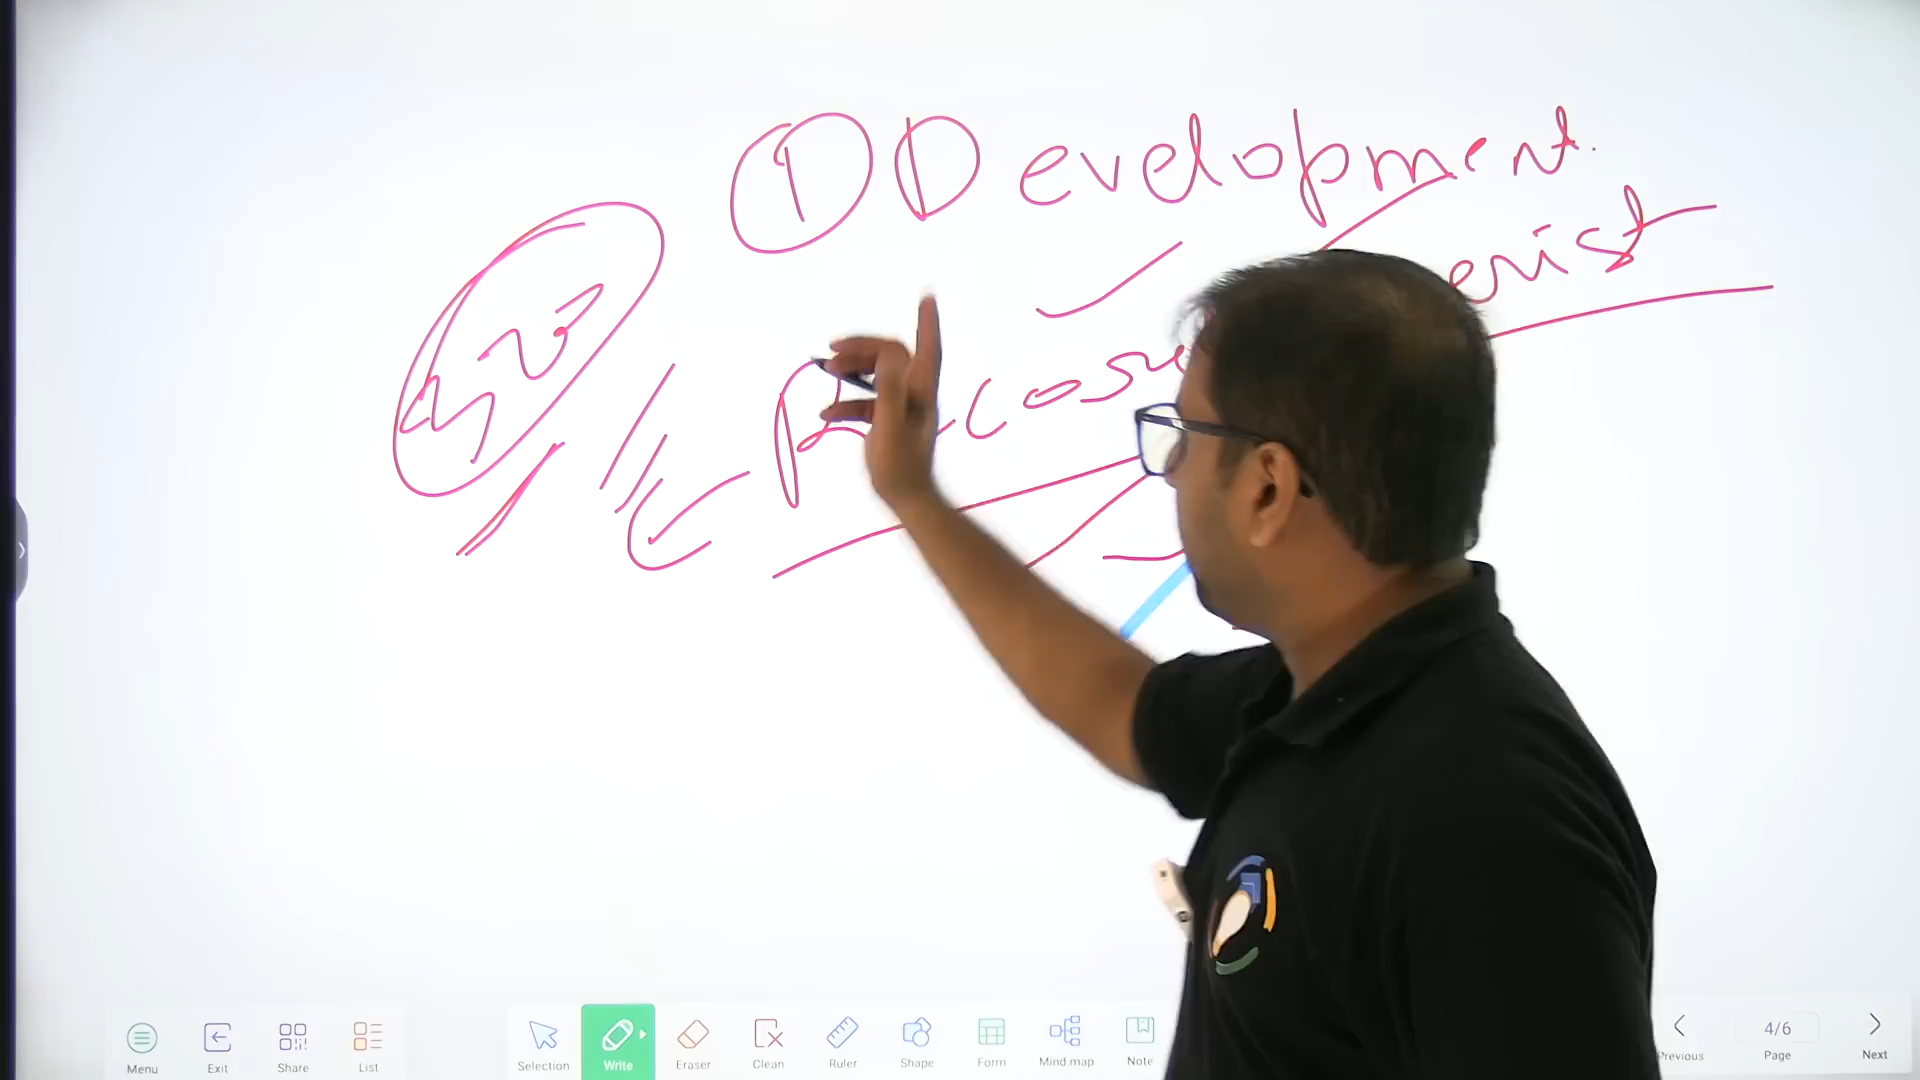 ① Development.
erist
Menu Exit Share List Selection Write Eraser Clean Ruler Shape Form Mind map Note Previous 4/6 Page Next